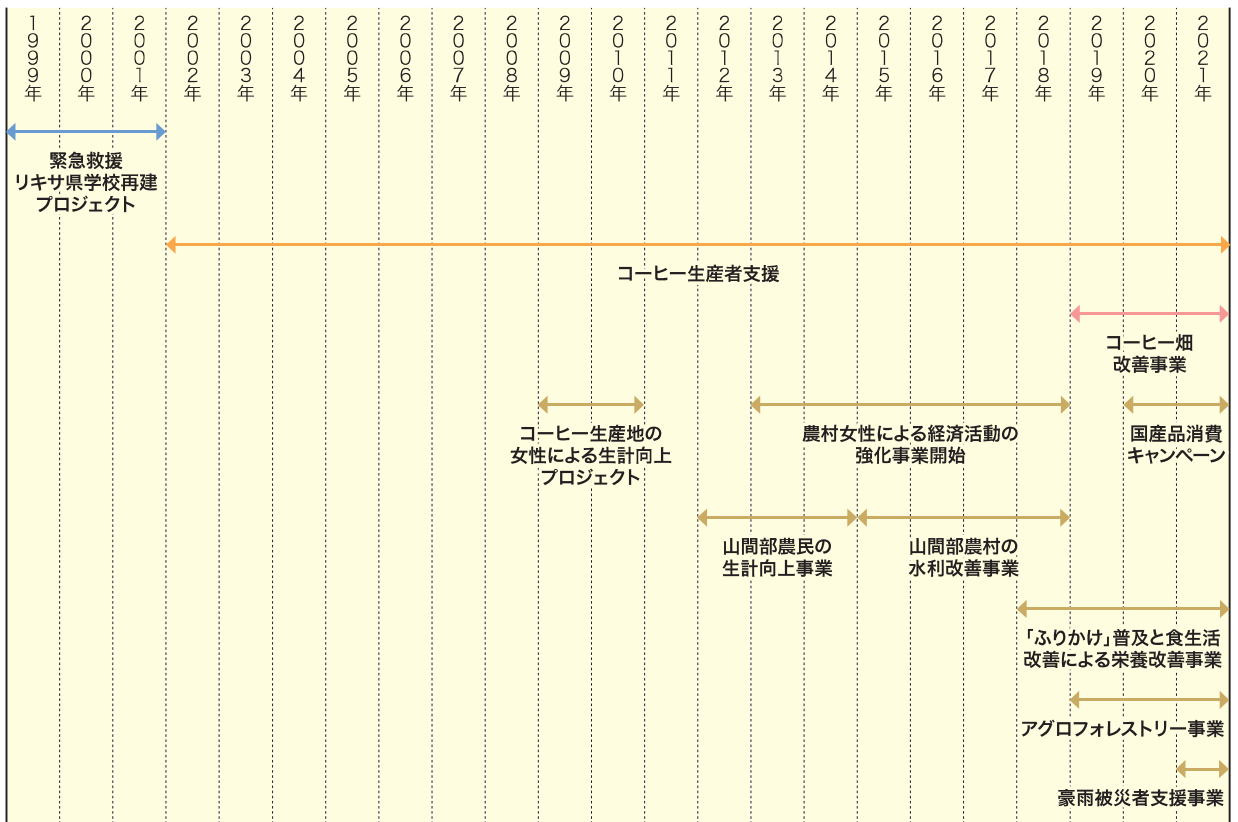 1999年
2000年
2001年
2002年
2003年
2004年
2005年
2006年
2007年
2008年
2009年
2010年
2011年
2012年
2013年
2014年
2015年
2016年
2017年
2018年
2019年
2020年
2021年
緊急救援
リキサ県学校再建
プロジェクト
コーヒー生産者支援
コーヒー畑
改善事業
コーヒー生産地の
女性による生計向上
プロジェクト
農村女性による経済活動の
強化事業開始
国産品消費
キャンペーン
山間部農民の
生計向上事業
山間部農村の
水利改善事業
「ふりかけ」普及と食生活
改善による栄養改善事業
アグロフォレストリー事業
豪雨被災者支援事業